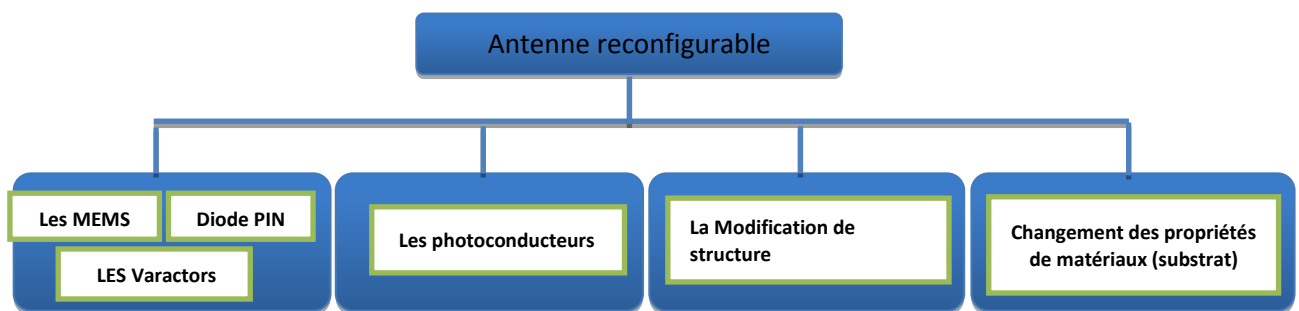 Antenne reconfigurable
Les MEMS
Diode PIN
LES Varactors
Les photoconducteurs
La Modification de
structure
Changement des propriétés
de matériaux (substrat)